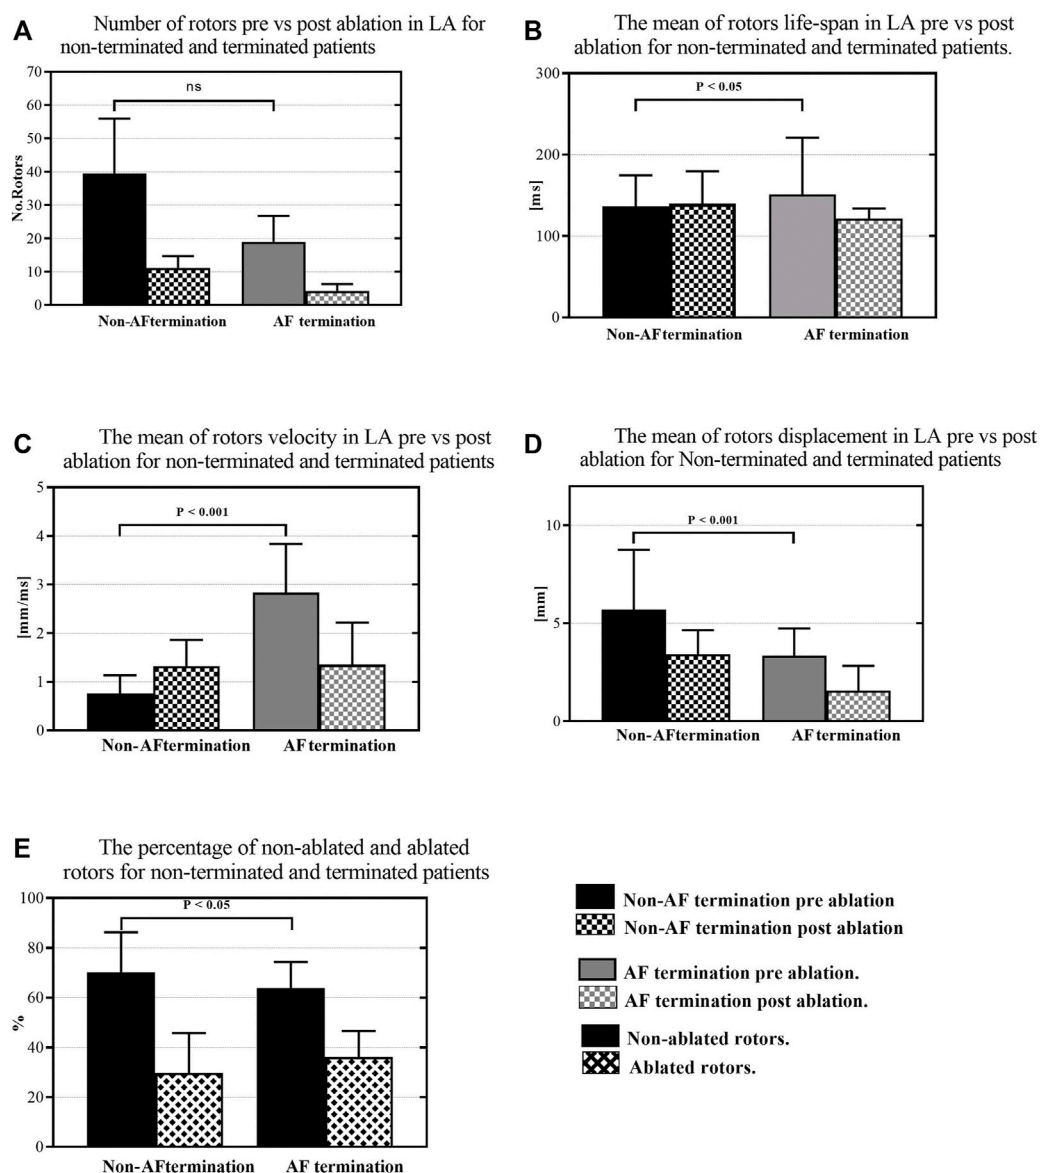 A
Number of rotors pre vs post ablation in LA for
non-terminated and terminated patients
70
60
50
40
30
20
10
0
No.Rotors
ns
Non-AFtermination
AF termination
B
The mean of rotors life-span in LA pre vs post
ablation for non-terminated and terminated patients.
300
200
100
0
[ms]
P < 0.05
Non-AFtermination
AF termination
C
The mean of rotors velocity in LA pre vs post
ablation for non-terminated and terminated patients
5
4
3
2
1
0
[mm/ms]
P < 0.001
Non-AFtermination
AF termination
D
The mean of rotors displacement in LA pre vs post
ablation for Non-terminated and terminated patients
10
5
0
[mm]
P < 0.001
Non-AFtermination
AF termination
E
The percentage of non-ablated and ablated
rotors for non-terminated and terminated patients
100
80
60
40
20
0
%
P < 0.05
Non-AFtermination
AF termination
Non-AF termination pre ablation
Non-AF termination post ablation
AF termination pre ablation.
AF termination post ablation.
Non-ablated rotors.
Ablated rotors.